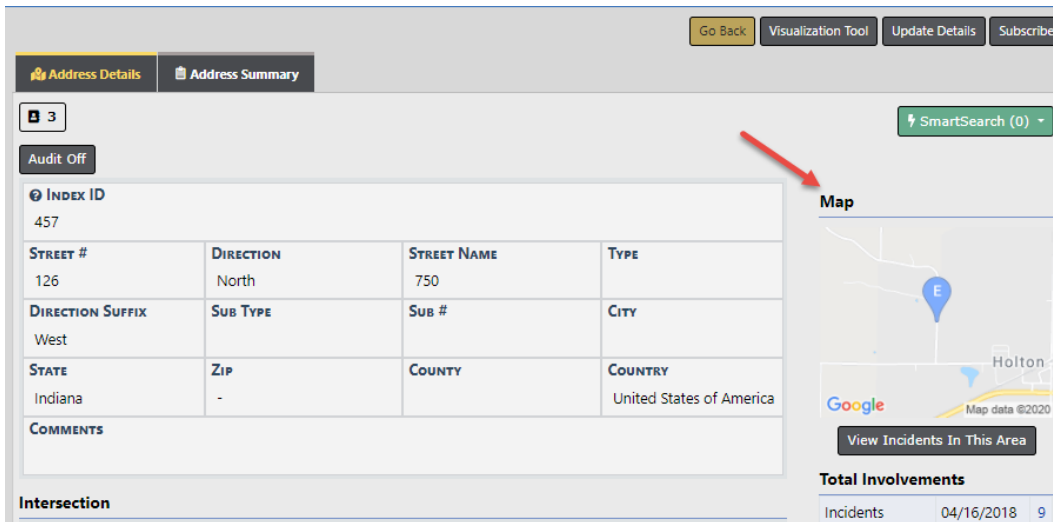 Go Back Visualization Tool Update Details Subscribe
Address Details Address Summary
3
SmartSearch (0)
Audit Off
INDEX ID
457
STREET # DIRECTION STREET NAME TYPE
126 North 750
DIRECTION SUFFIX SUB TYPE SUB # CITY
West
STATE ZIP COUNTY COUNTRY
Indiana - United States of America
COMMENTS
Intersection
Map
E
Holton
Google Map data ©2020
View Incidents In This Area
Total Involvements
Incidents 04/16/2018 9